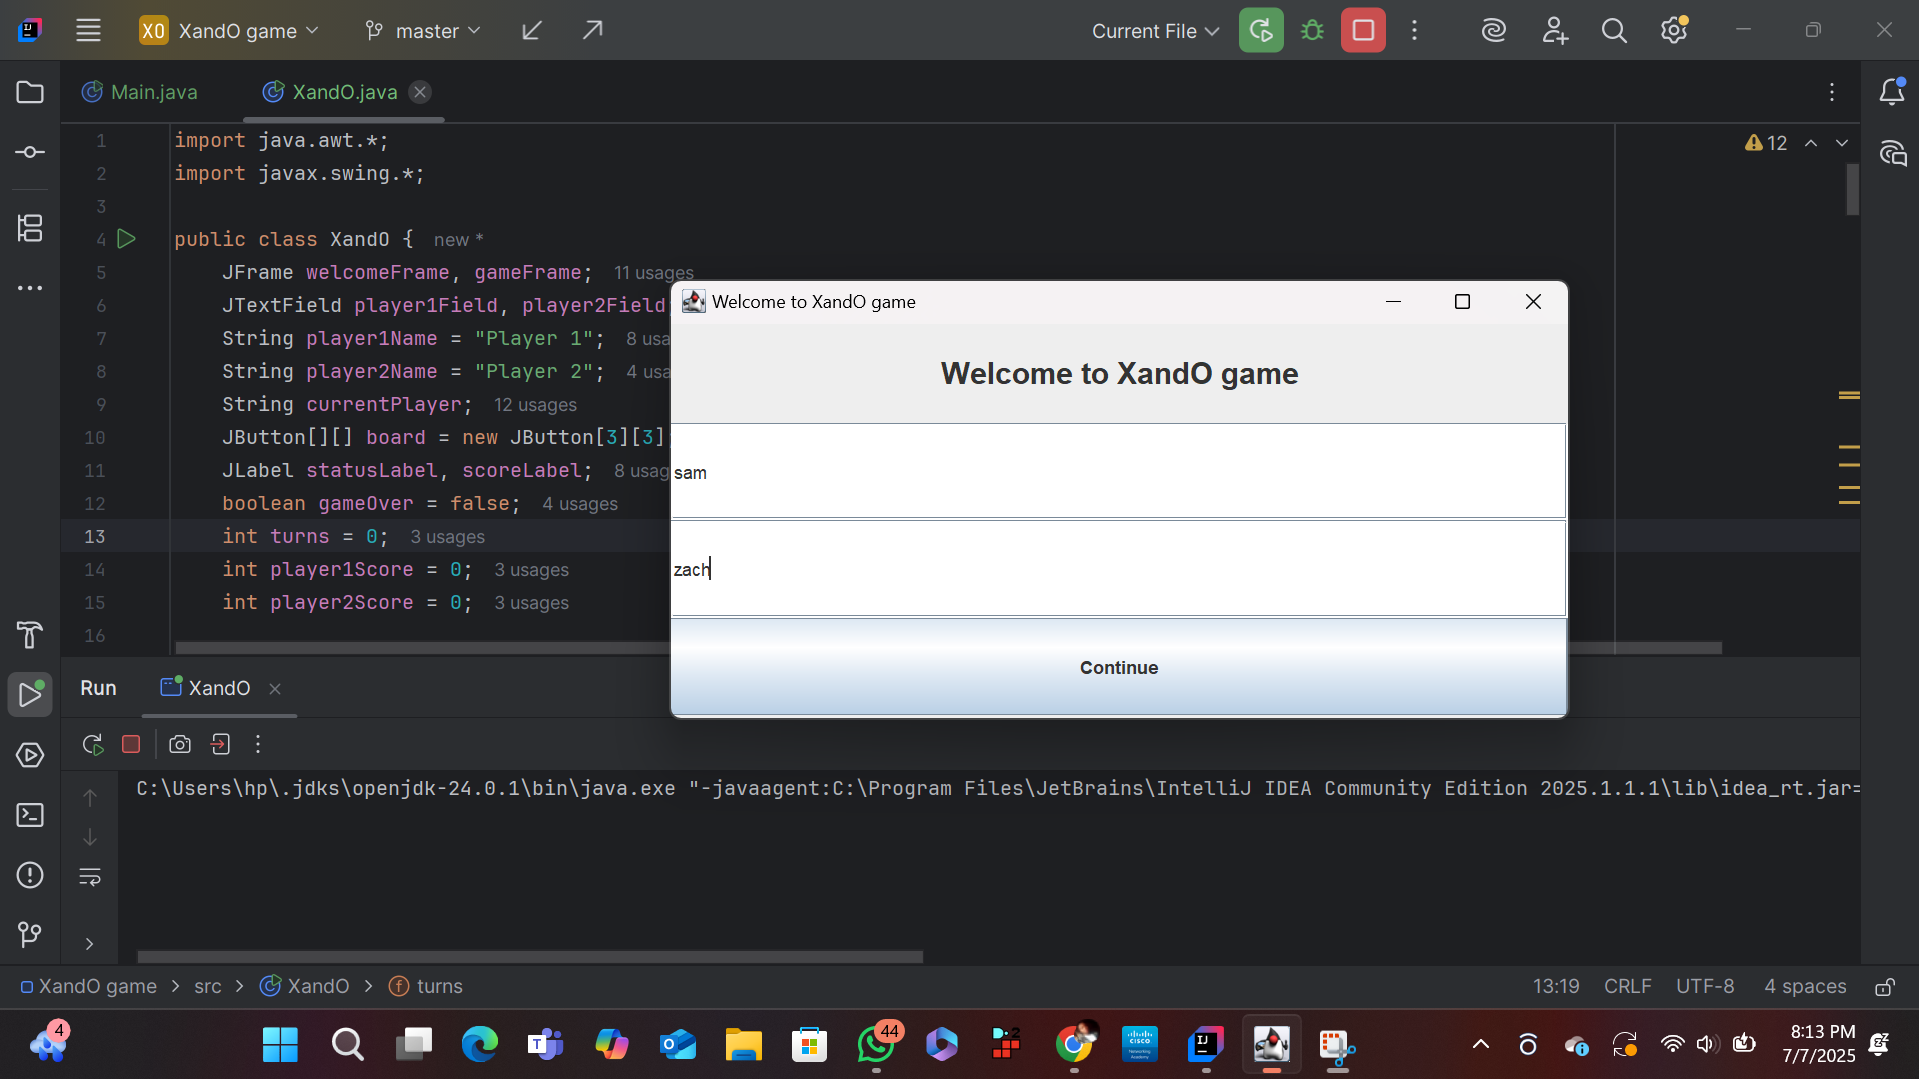 XO XandO game master Current File
Main.java XandO.java
12
1 import java.awt.*;
2 import javax.swing.*;
3
4 public class XandO { new *
5 JFrame welcomeFrame, gameFrame; 11 usages
6 JTextField player1Field, player2Field;
7 String player1Name = "Player 1"; 8 usa
8 String player2Name = "Player 2"; 4 usa
9 String currentPlayer; 12 usages
10 JButton[][] board = new JButton[3][3]
11 JLabel statusLabel, scoreLabel; 8 usag
12 boolean gameOver = false; 4 usages
13 int turns = 0; 3 usages
14 int player1Score = 0; 3 usages
15 int player2Score = 0; 3 usages
16
Welcome to XandO game
Welcome to XandO game
sam
zach
Continue
Run XandO
C:\Users\hp\.jdks\openjdk-24.0.1\bin\java.exe "-javaagent:C:\Program Files\JetBrains\IntelliJ IDEA Community Edition 2025.1.1.1\lib\idea_rt.jar=
XandO game > src > XandO > turns 13:19 CRLF UTF-8 4 spaces
4
44
8:13 PM
7/7/2025